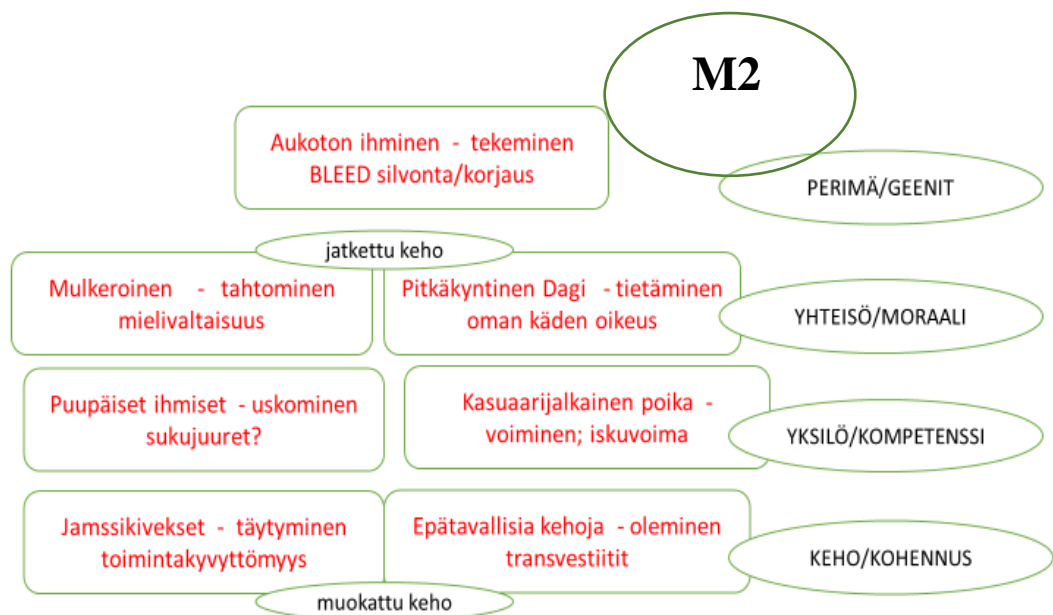 M2
Aukoton ihminen - tekeminen
BLEED silvonta/korjaus
PERIMÄ/GEENIT
jatkettu keho
Mulkeroinen - tahtominen
mielivaltaisuus
Pitkäkyntinen Dagi - tietäminen
oman käden oikeus
YHTEISÖ/MORAALI
Puupäiset ihmiset - uskominen
sukujuuret?
Kasuaarijalkainen poika -
voiminen; iskuvoima
YKSILÖ/KOMPETENSSI
Jamssikivekset - täytyminen
toimintakyvyttömyys
Epätavallisia kehoja - oleminen
transvestiitit
KEHO/KOHENNUS
muokattu keho